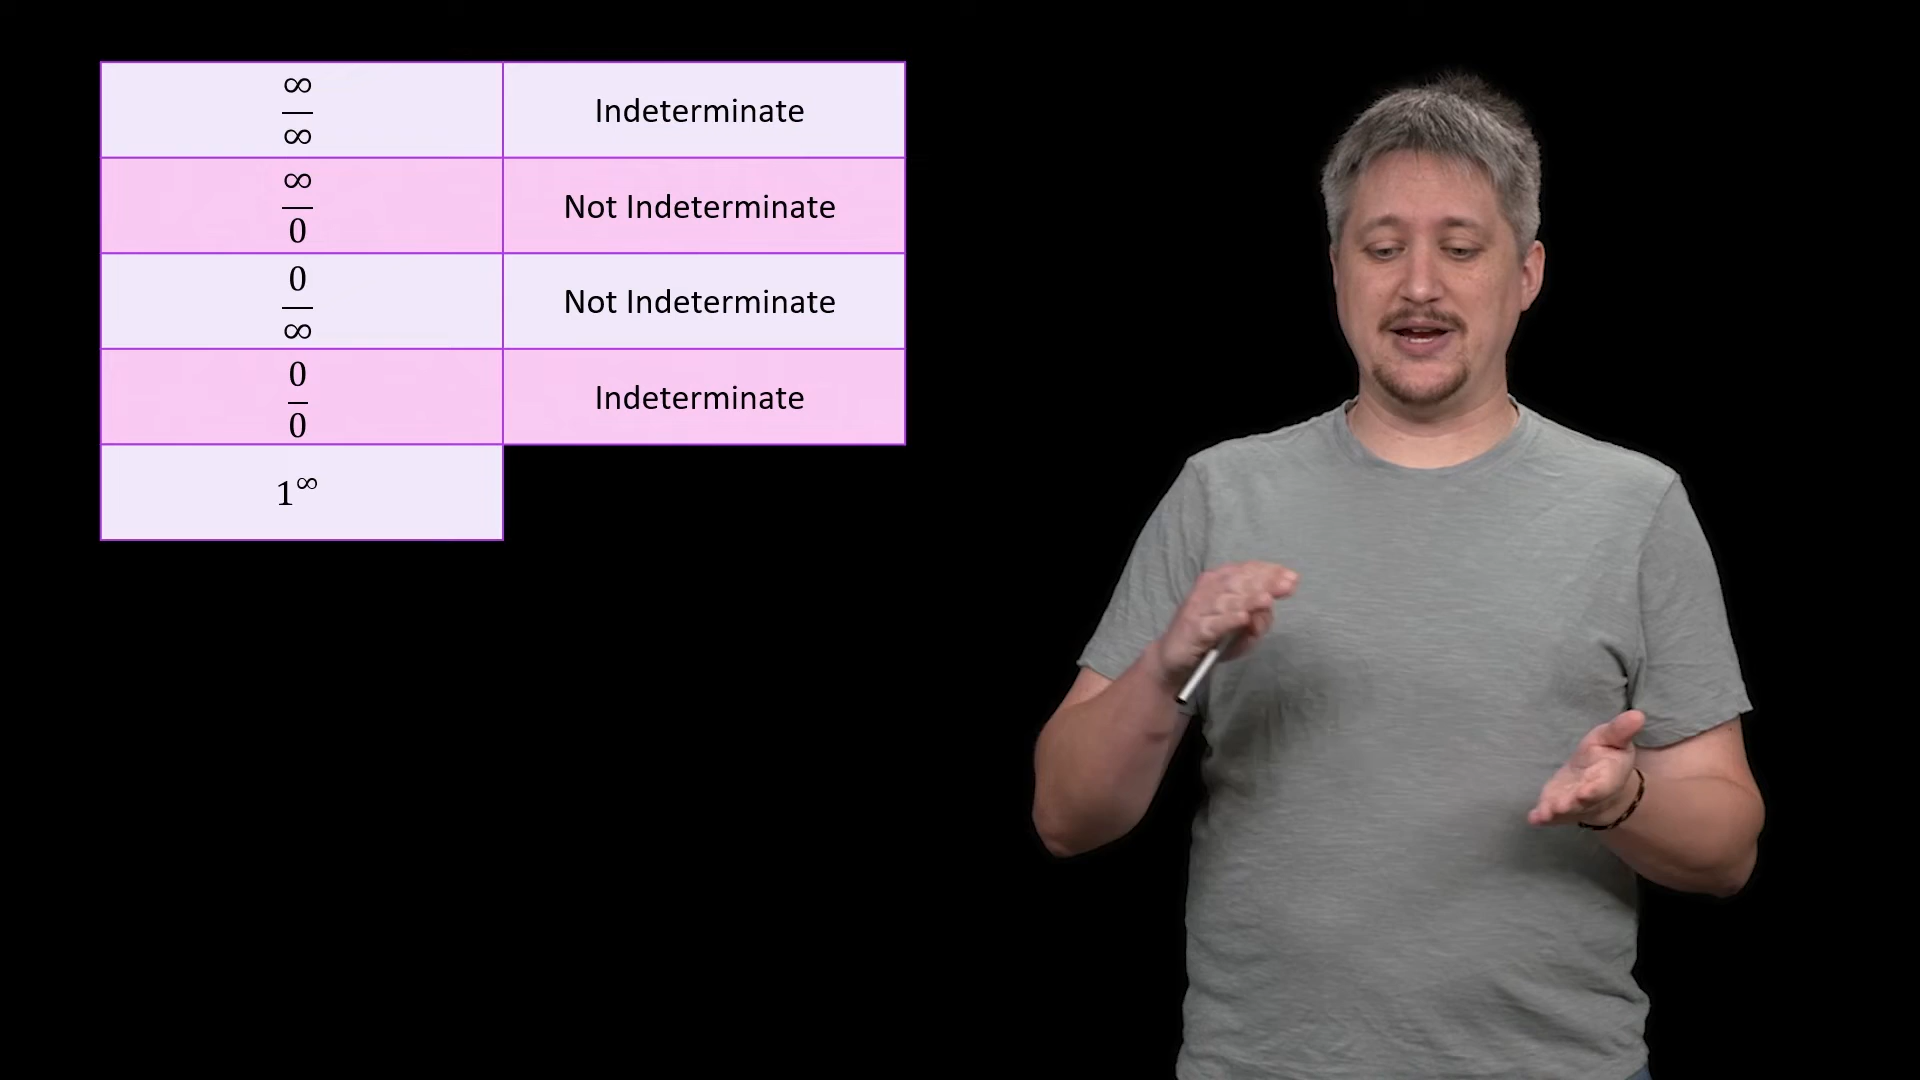 ∞/∞ Indeterminate
∞/0 Not Indeterminate
0/∞ Not Indeterminate
0/0 Indeterminate
1^∞